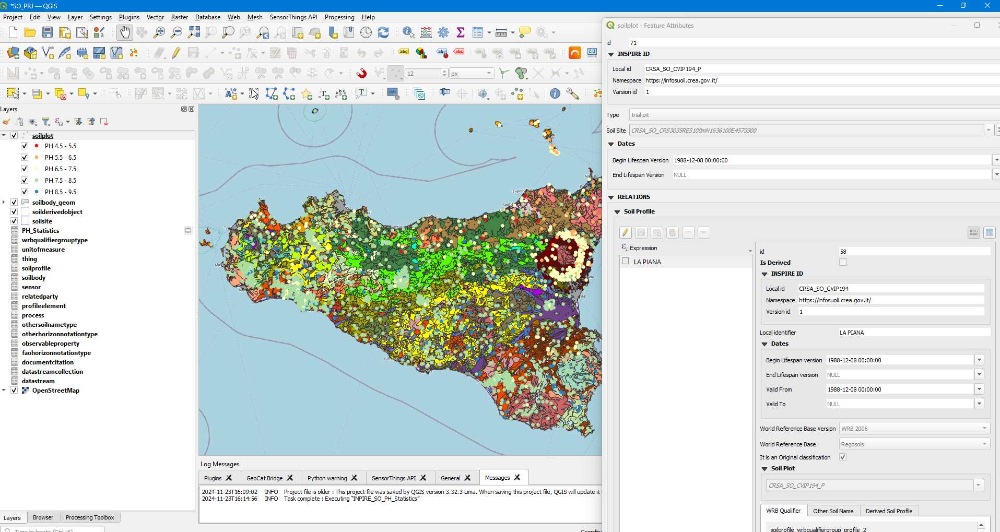 *SO_PRJ — QGIS
Project Edit View Layer Settings Plugins Vector Raster Database Web Mesh SensorThings API Processing Help
soilplot - Feature Attributes
id 71
INSPIRE ID
Local id CRSA_SO_CVIP194_P
Namespace https://infosuoli.crea.gov.it/
Varsion id 1
Type trial pit
Soil Site CRSA_SO_CRS3035RES100mN1636100E4573300
Dates
Begin Lifespan Version 1988-12-08 00:00:00
End Lifespan Version NULL
RELATIONS
Soil Profile
Expression
LA PIANA
id 58
Is Derived
INSPIRE ID
Local id CRSA_SO_CVIP194
Namespace https://infosuoli.crea.gov.it/
Version id 1
Local identifier LA PIANA
Dates
Begin Lifespan version 1988-12-08 00:00:00
End Lifespan version NULL
Valid From 1988-12-08 00:00:00
Valid To NULL
World Reference Base Version WRB 2006
World Reference Base Regosols
It is an Original classification
Soil Plot
CRSA_SO_CVIP194_P
WRB Qualifier Other Soil Name Derived Soil Profile
soilprofile_wrbqualifiergroup_profile_2
abc ab abc 2.0
12 px
GML
Layers
soilplot
PH 4.5 - 5.5
PH 5.5 - 6.5
PH 6.5 - 7.5
PH 7.5 - 8.5
PH 8.5 - 9.5
soilbody_geom
soilderivedobject
soilsite
PH_Statistics
wrbqualifiergrouptype
unitofmeasure
thing
soilprofile
soilbody
sensor
relatedparty
profileelement
process
othersoilnametype
otherhorizonnotationtype
observableproperty
faohorizonnotationtype
documentcitation
datastreamcollection
datastream
OpenStreetMap
Layers Browser Processing Toolbox
Type to locate (Ctrl+K)
Log Messages
Plugins GeoCat Bridge Python warning SensorThings API General Messages
2024-11-23T16:09:02 INFO Project file is older : This project file was saved by QGIS version 3.32.3-Lima. When saving this project file, QGIS will update it
2024-11-23T16:14:56 INFO Task complete : Executing "INPIRE_SO_PH_Statistics"